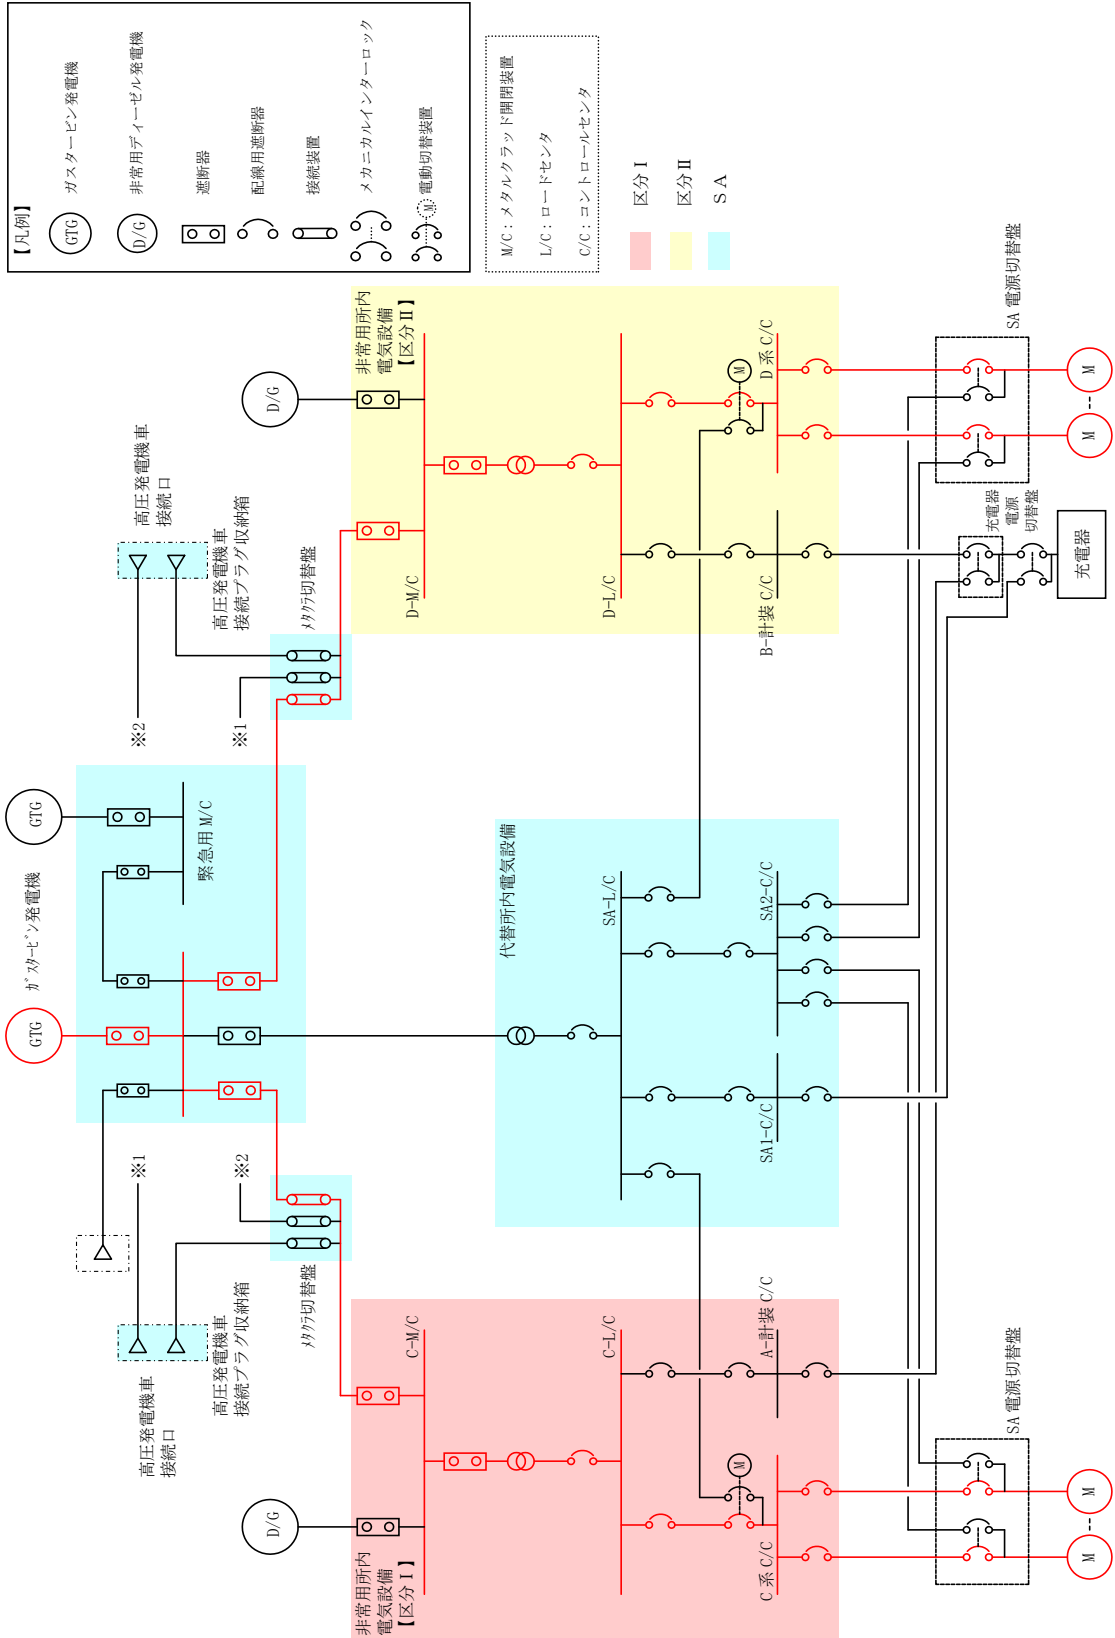 【凡例】
GTG
ガスタービン発電機
D/G
非常用ディーゼル発電機
遮断器
配線用遮断器
接続装置
メカニカルインターロック
M
電動切替装置
M/C：メタルクラッド開閉装置
L/C：ロードセンタ
C/C：コントロールセンタ
区分Ⅰ
区分Ⅱ
SA
ｶﾞｽﾀｰﾋﾞﾝ発電機
GTG
GTG
緊急用 M/C
高圧発電機車
接続口
高圧発電機車
接続プラグ収納箱
※1
※2
ﾒﾀｸﾗ切替盤
高圧発電機車
接続口
高圧発電機車
接続プラグ収納箱
※2
※1
ﾒﾀｸﾗ切替盤
D/G
D/G
非常用所内
電気設備
【区分Ⅰ】
C-M/C
C-L/C
M
C 系 C/C
A-計装 C/C
代替所内電気設備
SA-L/C
SA1-C/C
SA2-C/C
非常用所内
電気設備
【区分Ⅱ】
D-M/C
D-L/C
M
D 系 C/C
B-計装 C/C
SA 電源切替盤
M
M
充電器
電源
切替盤
充電器
SA 電源切替盤
M
M